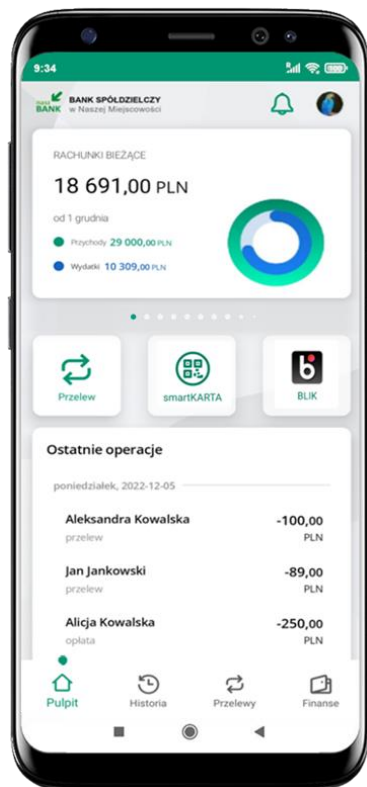 9:34
nasz
BANK
BANK SPÓŁDZIELCZY
w Naszej Miejscowości
RACHUNKI BIEŻĄCE
18 691,00 PLN
od 1 grudnia
Przychody 29 000,00 PLN
Wydatki 10 309,00 PLN
Przelew
smartKARTA
b
BLIK
Ostatnie operacje
poniedziałek, 2022-12-05
Aleksandra Kowalska -100,00
przelew PLN
Jan Jankowski -89,00
przelew PLN
Alicja Kowalska -250,00
opłata PLN
Pulpit
Historia
Przelewy
Finanse